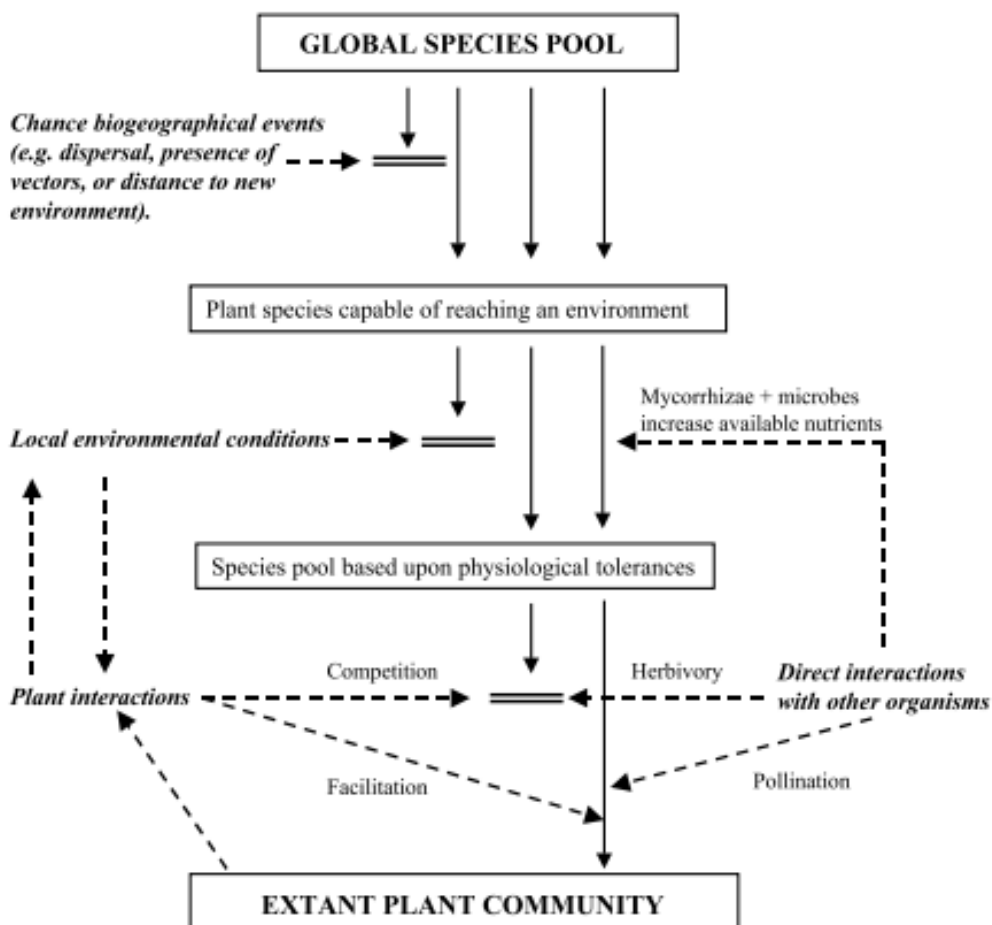 GLOBAL SPECIES POOL
Chance biogeographical events
(e.g. dispersal, presence of
vectors, or distance to new
environment).
Plant species capable of reaching an environment
Mycorrhizae + microbes
increase available nutrients
Local environmental conditions
Species pool based upon physiological tolerances
Competition
Herbivory
Plant interactions
Direct interactions
with other organisms
Facilitation
Pollination
EXTANT PLANT COMMUNITY